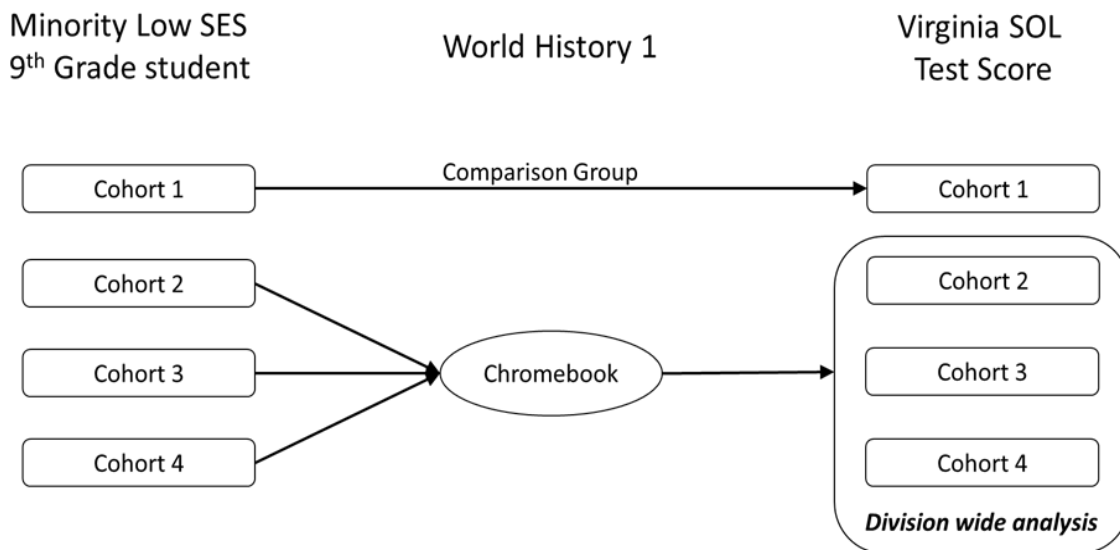 Minority Low SES
9th Grade student
World History 1
Virginia SOL
Test Score
Cohort 1
Comparison Group
Cohort 1
Cohort 2
Cohort 2
Cohort 3
Chromebook
Cohort 3
Cohort 4
Cohort 4
Division wide analysis